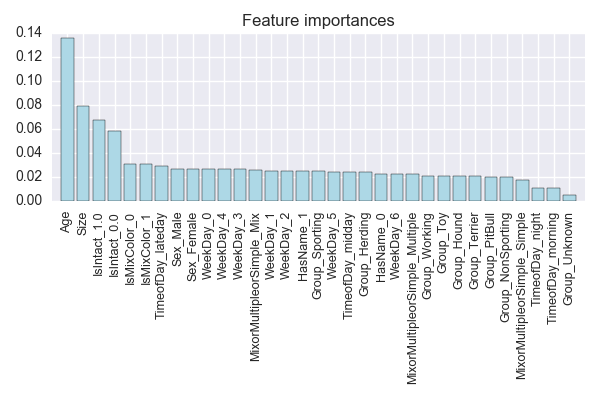 Feature importances
0.14
0.12
0.10
0.08
0.06
0.04
0.02
0.00
Age
Size
IsIntact_1.0
IsIntact_0.0
IsMixColor_0
IsMixColor_1
TimeofDay_lateday
Sex_Male
Sex_Female
WeekDay_0
WeekDay_4
WeekDay_3
MixorMultipleorSimple_Mix
WeekDay_1
WeekDay_2
HasName_1
Group_Sporting
WeekDay_5
TimeofDay_midday
Group_Herding
HasName_0
WeekDay_6
MixorMultipleorSimple_Multiple
Group_Working
Group_Toy
Group_Hound
Group_Terrier
Group_PitBull
Group_NonSporting
MixorMultipleorSimple_Simple
TimeofDay_night
TimeofDay_morning
Group_Unknown